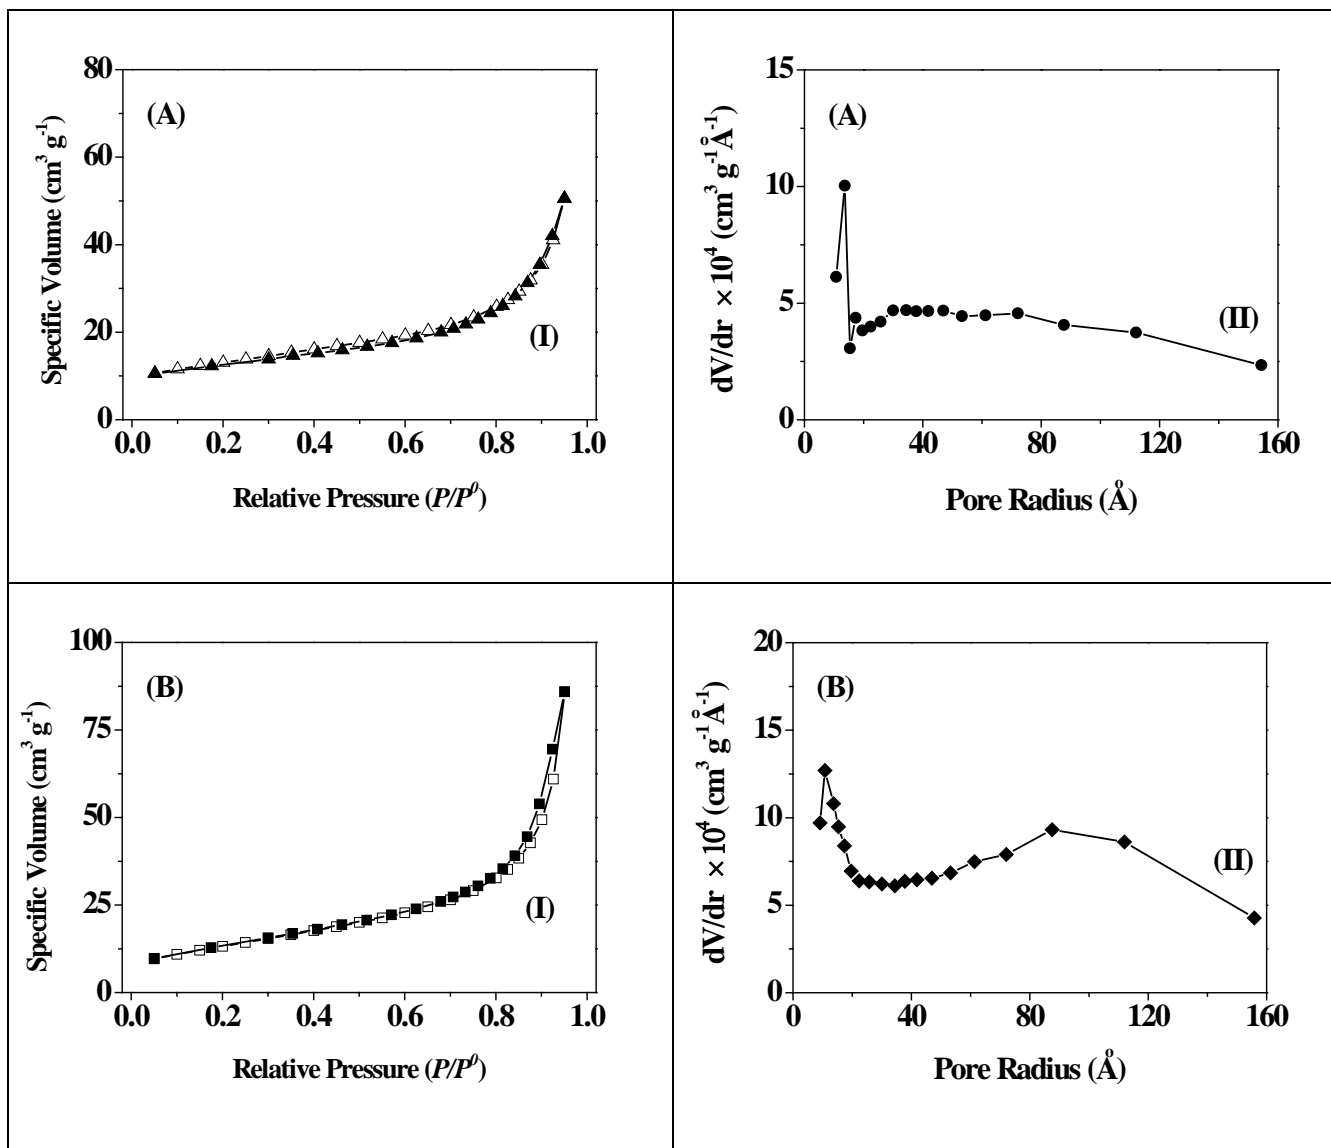 80
60
40
20
0
0.0 0.2 0.4 0.6 0.8 1.0
Specific Volume (cm³ g⁻¹)
Relative Pressure (P/P⁰)
(A)
(I)
15
10
5
0
0 40 80 120 160
dV/dr × 10⁴ (cm³ g⁻¹Å⁻¹)
Pore Radius (Å)
(A)
(II)
100
75
50
25
0
0.0 0.2 0.4 0.6 0.8 1.0
Specific Volume (cm³ g⁻¹)
Relative Pressure (P/P⁰)
(B)
(I)
20
15
10
5
0
0 40 80 120 160
dV/dr × 10⁴ (cm³ g⁻¹Å⁻¹)
Pore Radius (Å)
(B)
(II)